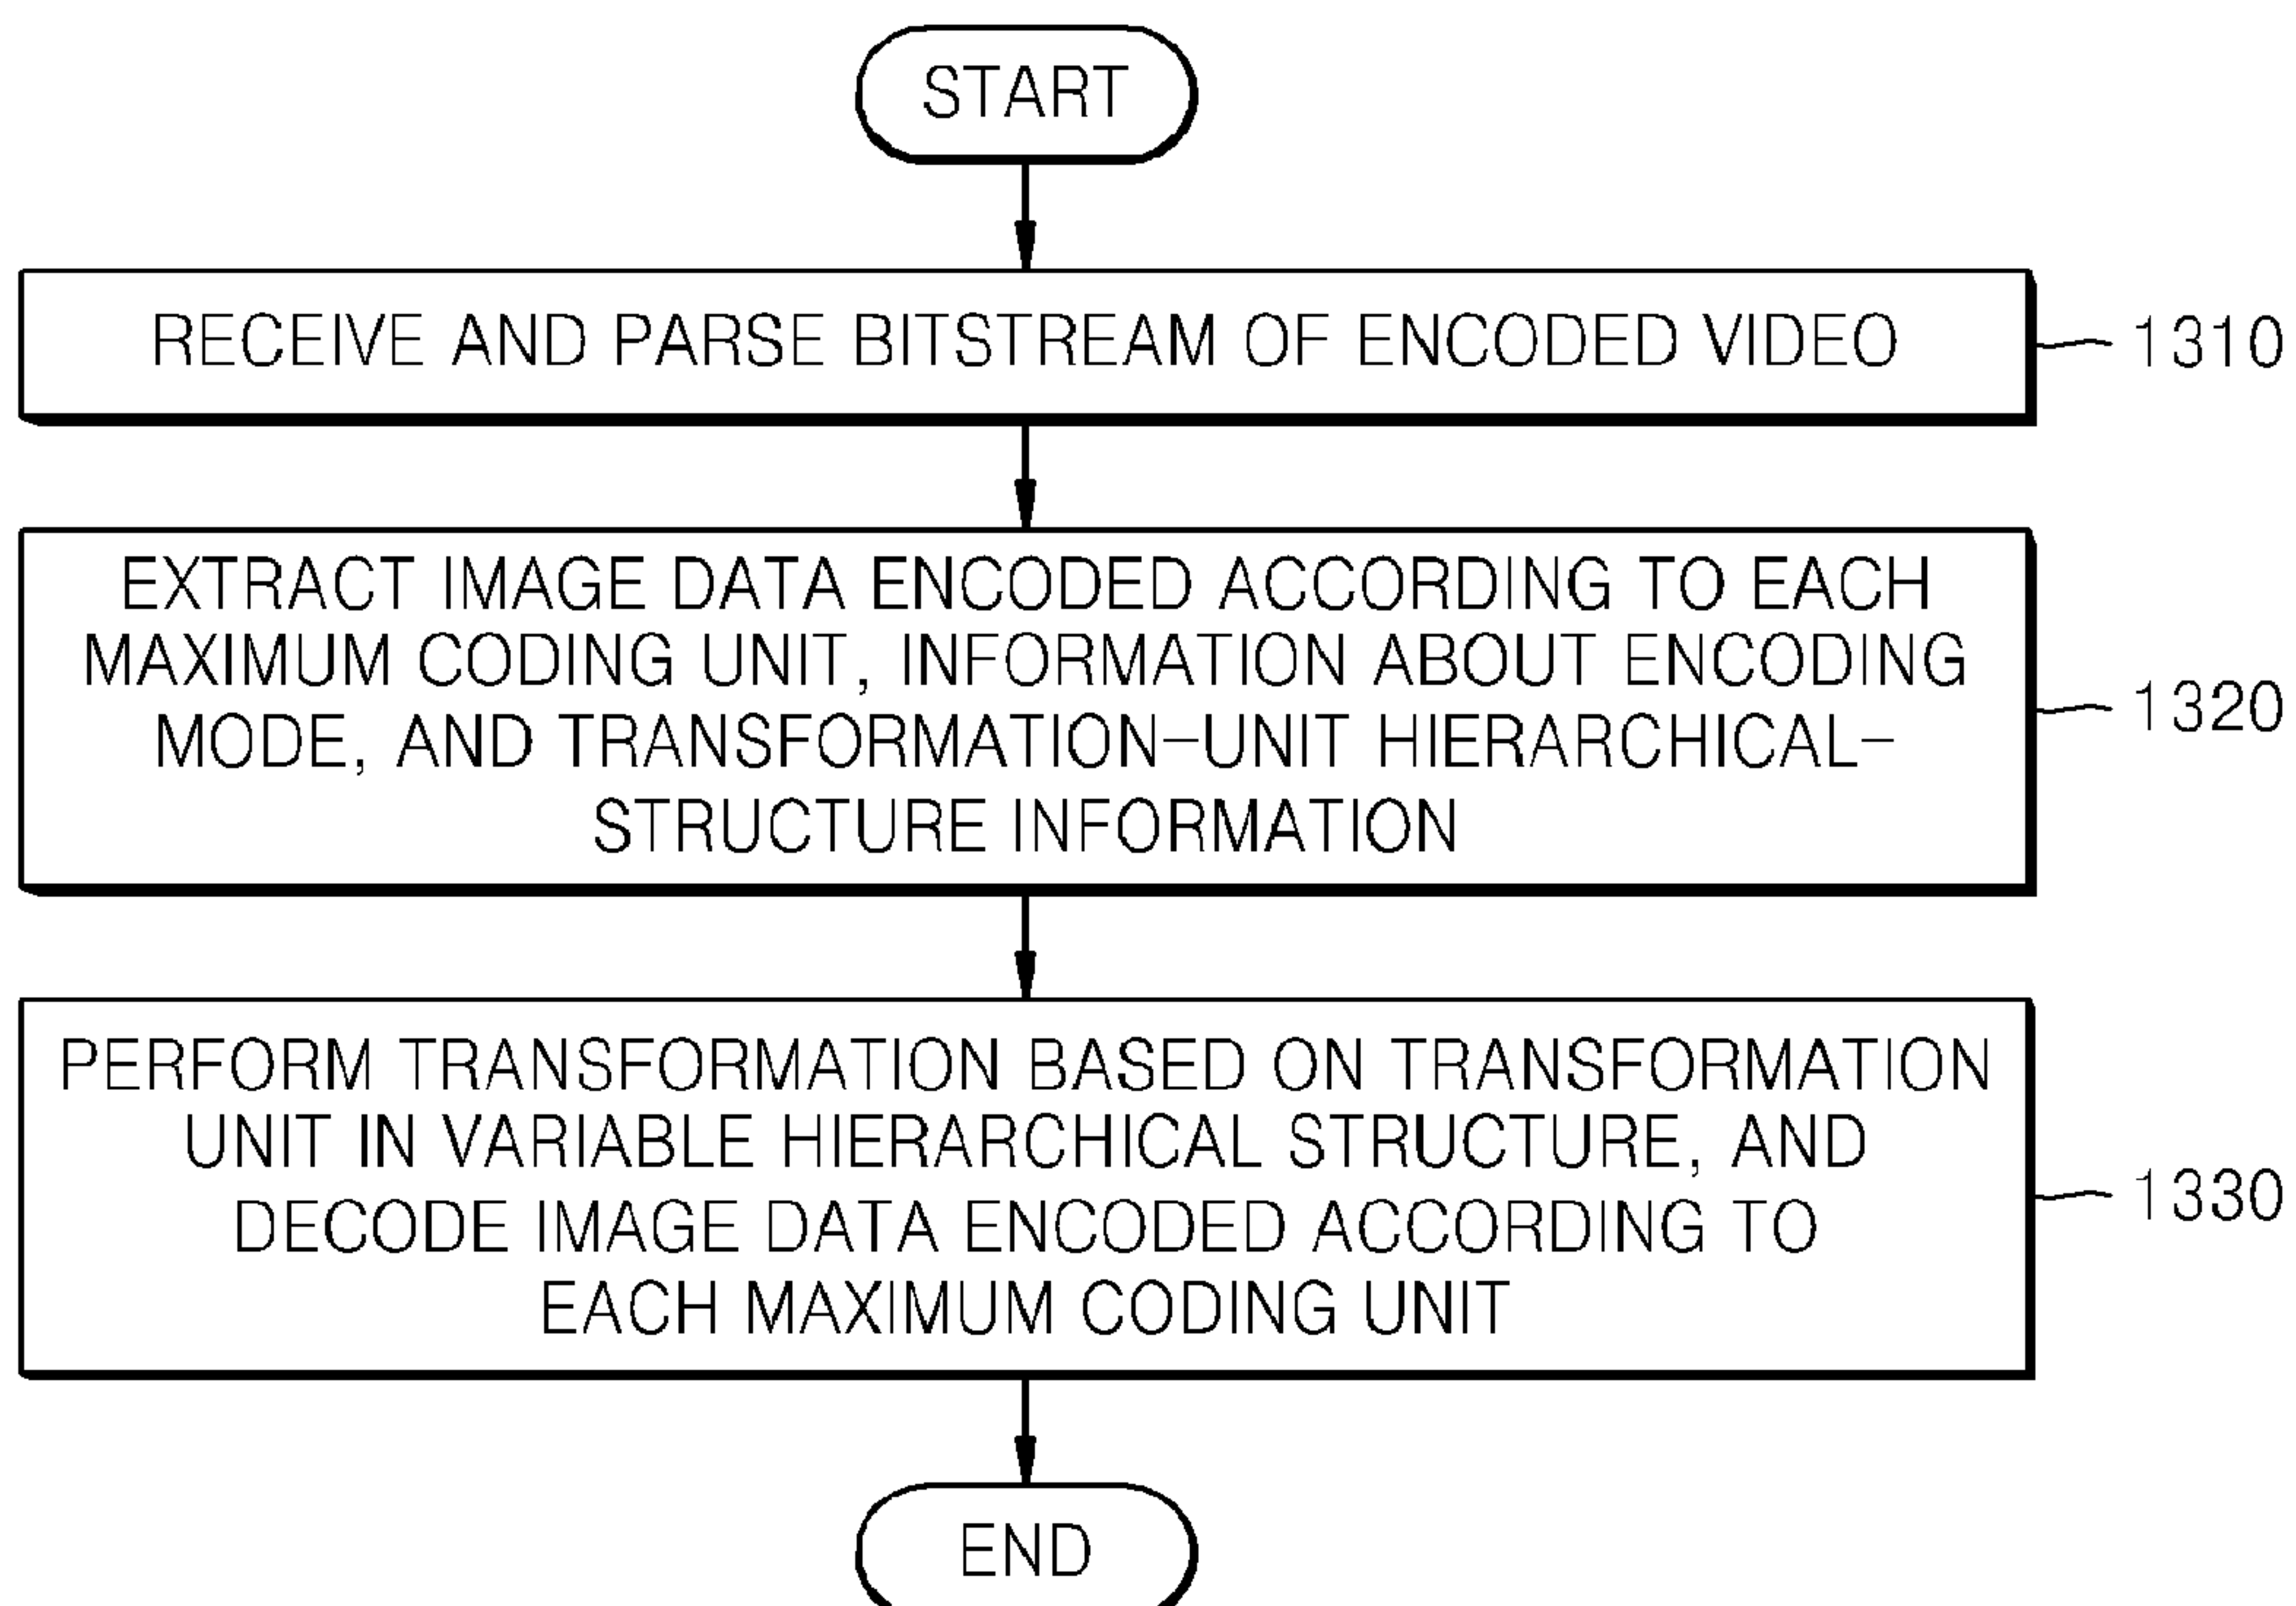 START
RECEIVE AND PARSE BITSTREAM OF ENCODED VIDEO
1310
EXTRACT IMAGE DATA ENCODED ACCORDING TO EACH
MAXIMUM CODING UNIT, INFORMATION ABOUT ENCODING
MODE, AND TRANSFORMATION–UNIT HIERARCHICAL–
STRUCTURE INFORMATION
1320
PERFORM TRANSFORMATION BASED ON TRANSFORMATION
UNIT IN VARIABLE HIERARCHICAL STRUCTURE, AND
DECODE IMAGE DATA ENCODED ACCORDING TO
EACH MAXIMUM CODING UNIT
1330
END